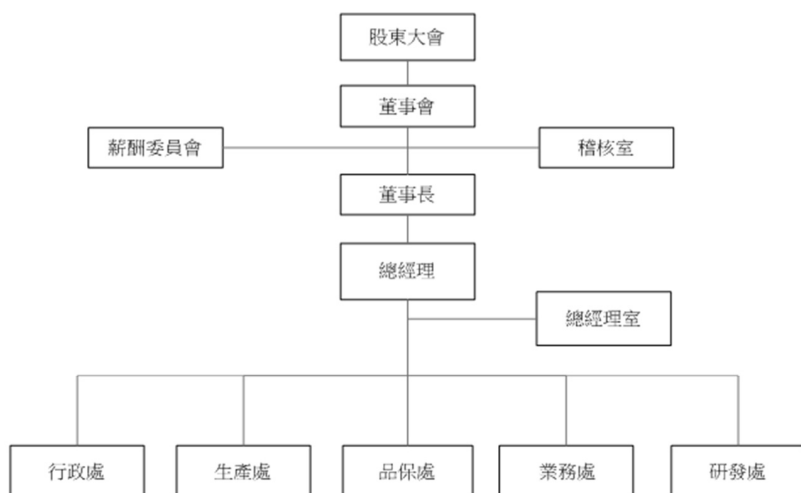 股東大會
董事會
薪酬委員會
稽核室
董事長
總經理
總經理室
行政處
生產處
品保處
業務處
研發處